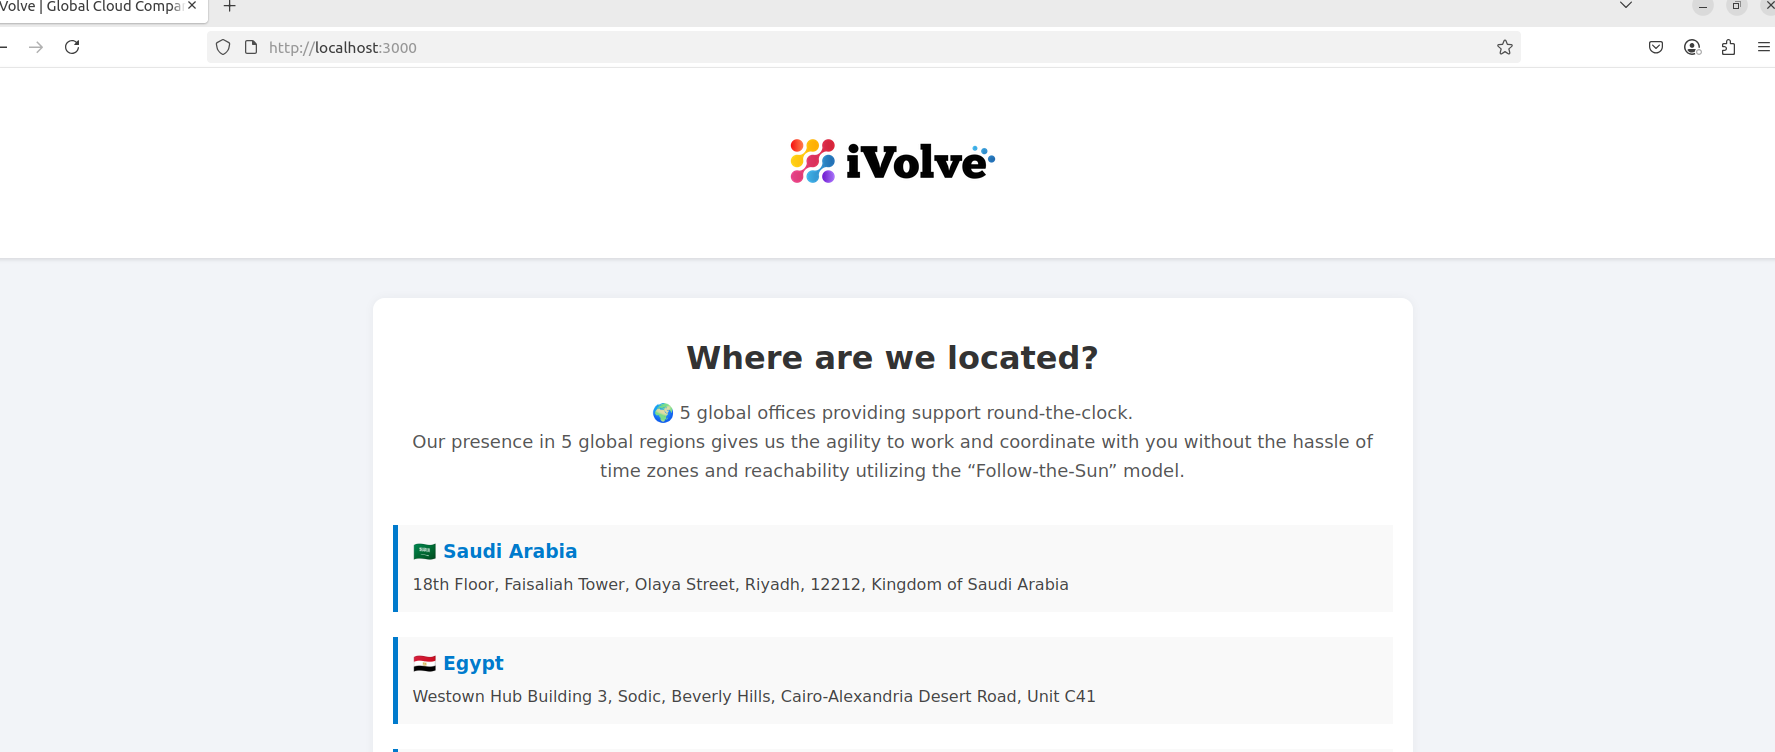 Volve | Global Cloud Compa
http://localhost:3000
iVolve
Where are we located?
🌍 5 global offices providing support round-the-clock.
Our presence in 5 global regions gives us the agility to work and coordinate with you without the hassle of
time zones and reachability utilizing the “Follow-the-Sun” model.
🇸🇦 Saudi Arabia
18th Floor, Faisaliah Tower, Olaya Street, Riyadh, 12212, Kingdom of Saudi Arabia
🇪🇬 Egypt
Westown Hub Building 3, Sodic, Beverly Hills, Cairo-Alexandria Desert Road, Unit C41